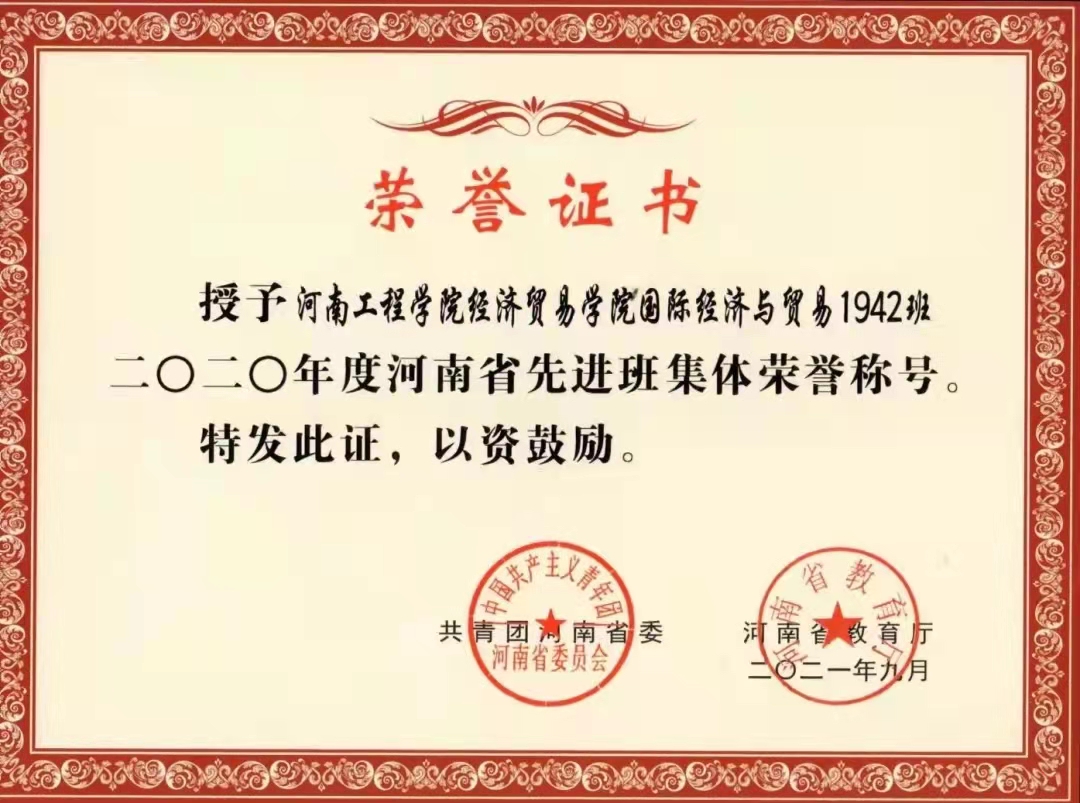 荣誉证书
授予河南工程学院经济贸易学院国际经济与贸易1942班
二〇二〇年度河南省先进班集体荣誉称号。
特发此证，以资鼓励。
中国共产主义青年团
河南省委员会
共青团河南省委
河南省教育厅
河南省教育厅
二〇二一年九月